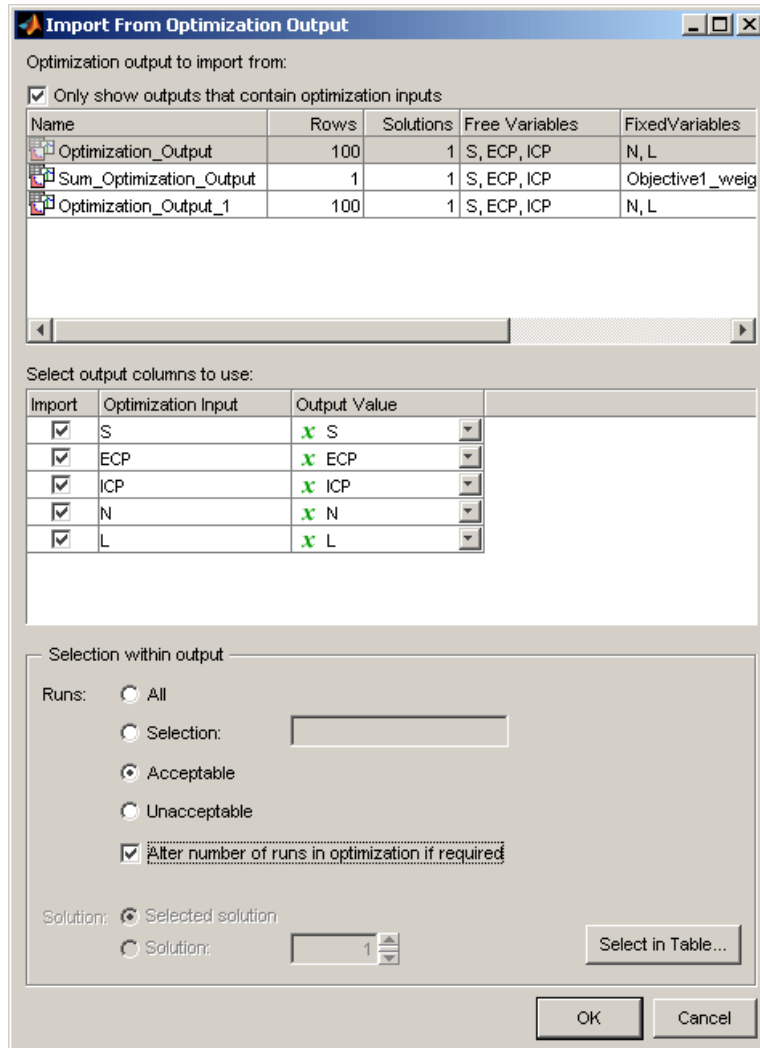 Import From Optimization Output
Optimization output to import from:
Only show outputs that contain optimization inputs
Name Rows Solutions Free Variables FixedVariables
Optimization_Output 100 1 S, ECP, ICP N, L
Sum_Optimization_Output 1 1 S, ECP, ICP Objective1_weig
Optimization_Output_1 100 1 S, ECP, ICP N, L
Select output columns to use:
Import Optimization Input Output Value
S x S
ECP x ECP
ICP x ICP
N x N
L x L
Selection within output
Runs: All
Selection:
Acceptable
Unacceptable
Alter number of runs in optimization if required
Solution: Selected solution
Solution: 1
Select in Table...
OK Cancel